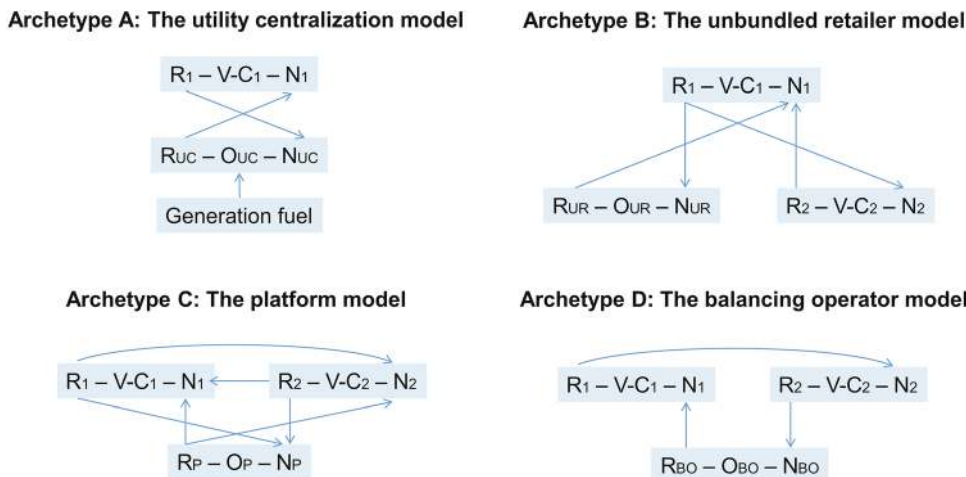 Archetype A: The utility centralization model
R1 – V-C1 – N1
RUC – OUC – NUC
Generation fuel
Archetype B: The unbundled retailer model
R1 – V-C1 – N1
RUR – OUR – NUR
R2 – V-C2 – N2
Archetype C: The platform model
R1 – V-C1 – N1
R2 – V-C2 – N2
RP – OP – NP
Archetype D: The balancing operator model
R1 – V-C1 – N1
R2 – V-C2 – N2
RBO – OBO – NBO